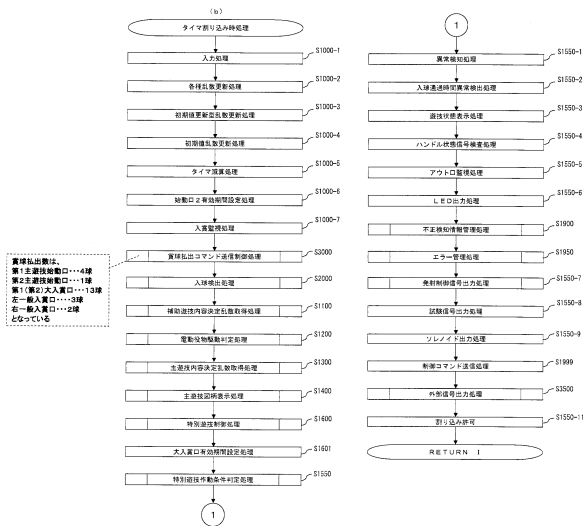 (b)
タイマ割り込み時処理
入力処理
S1000-1
各種乱数更新処理
S1000-2
初期値更新型乱数更新処理
S1000-3
初期値乱数更新処理
S1000-4
タイマ減算処理
S1000-5
始動口２有効期間設定処理
S1000-6
入賞監視処理
S1000-7
賞球払出コマンド送信制御処理
S3000
賞球払出数は、
第1主遊技始動口・・・4球
第2主遊技始動口・・・1球
第1(第2)大入賞口・・・13球
左一般入賞口・・・・3球
右一般入賞口・・・2球
となっている
入球検出処理
S2000
補助遊技内容決定乱数取得処理
S1100
電動役物駆動判定処理
S1200
主遊技内容決定乱数取得処理
S1300
主遊技図柄表示処理
S1400
特別遊技制御処理
S1600
大入賞口有効期間設定処理
S1601
特別遊技作動条件判定処理
S1550
1
1
異常検知処理
S1550-1
入球通過時間異常検出処理
S1550-2
遊技状態表示処理
S1550-3
ハンドル状態信号検査処理
S1550-4
アウト口監視処理
S1550-5
ＬＥＤ出力処理
S1550-6
不正検知情報管理処理
S1900
エラー管理処理
S1950
発射制御信号出力処理
S1550-7
試験信号出力処理
S1550-8
ソレノイド出力処理
S1550-9
制御コマンド送信処理
S1999
外部信号出力処理
S3500
割り込み許可
S1550-11
ＲＥＴＵＲＮ　Ｉ